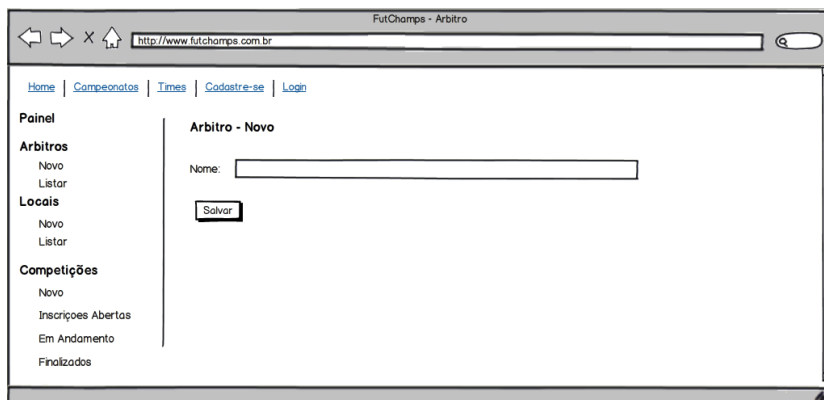 FutChamps - Arbitro
http://www.futchamps.com.br
Home | Campeonatos | Times | Cadastre-se | Login
Painel
Arbitros
Novo
Listar
Locais
Novo
Listar
Competições
Novo
Inscriçoes Abertas
Em Andamento
Finalizados
Arbitro - Novo
Nome:
Salvar